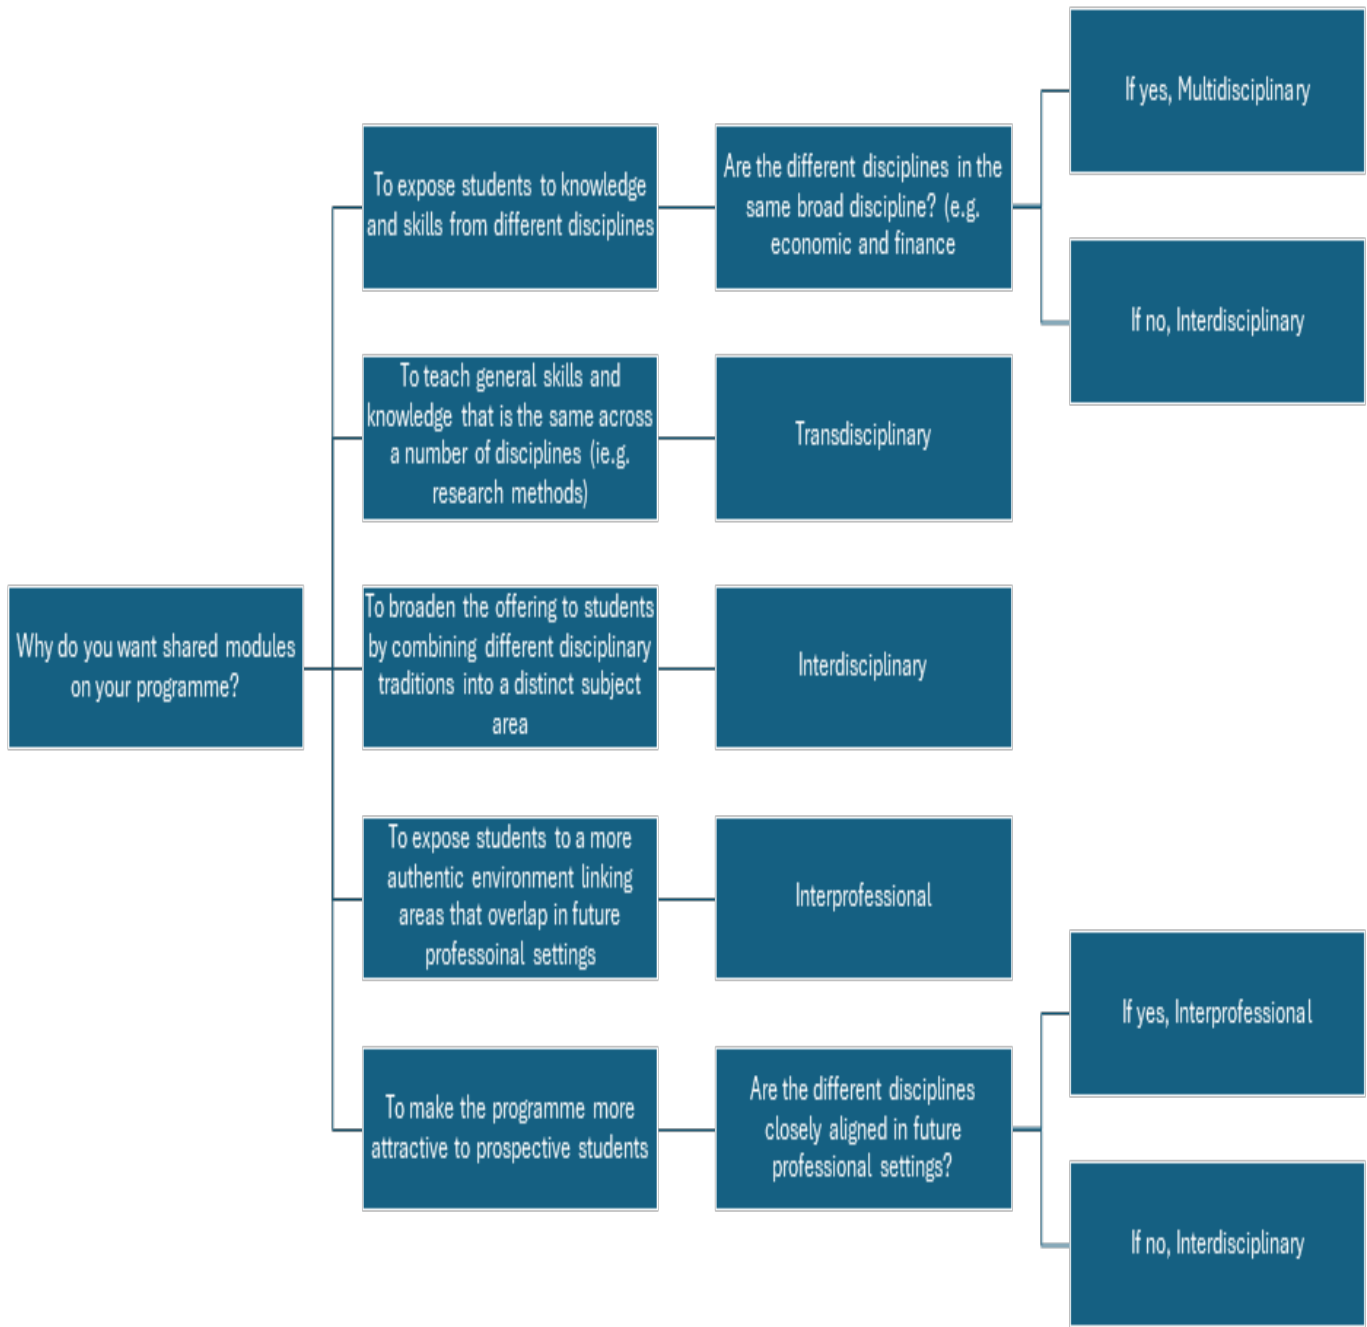 Why do you want shared modules
on your programme?
To expose students to knowledge
and skills from different disciplines
Are the different disciplines in the
same broad discipline? (e.g.
economic and finance
If yes, Multidisciplinary
If no, Interdisciplinary
To teach general skills and
knowledge that is the same across
a number of disciplines (ie.g.
research methods)
Transdisciplinary
To broaden the offering to students
by combining different disciplinary
traditions into a distinct subject
area
Interdisciplinary
To expose students to a more
authentic environment linking
areas that overlap in future
professoinal settings
Interprofessional
To make the programme more
attractive to prospective students
Are the different disciplines
closely aligned in future
professional settings?
If yes, Interprofessional
If no, Interdisciplinary